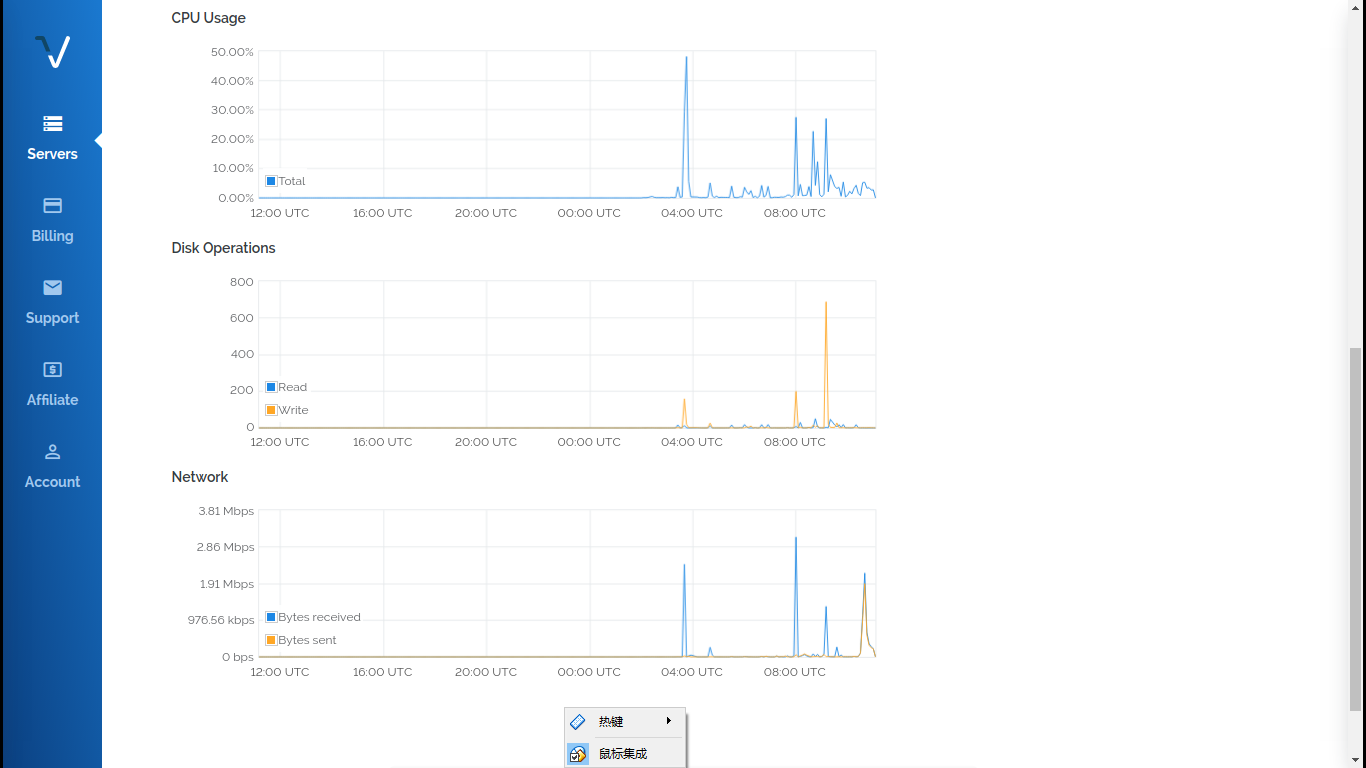 CPU Usage
50.00%
40.00%
30.00%
20.00%
10.00%
0.00%
Total
12:00 UTC 16:00 UTC 20:00 UTC 00:00 UTC 04:00 UTC 08:00 UTC
Servers
Billing
Support
Affiliate
Account
Disk Operations
800
600
400
200
0
Read
Write
12:00 UTC 16:00 UTC 20:00 UTC 00:00 UTC 04:00 UTC 08:00 UTC
Network
3.81 Mbps
2.86 Mbps
1.91 Mbps
976.56 kbps
0 bps
Bytes received
Bytes sent
12:00 UTC 16:00 UTC 20:00 UTC 00:00 UTC 04:00 UTC 08:00 UTC
热键
鼠标集成